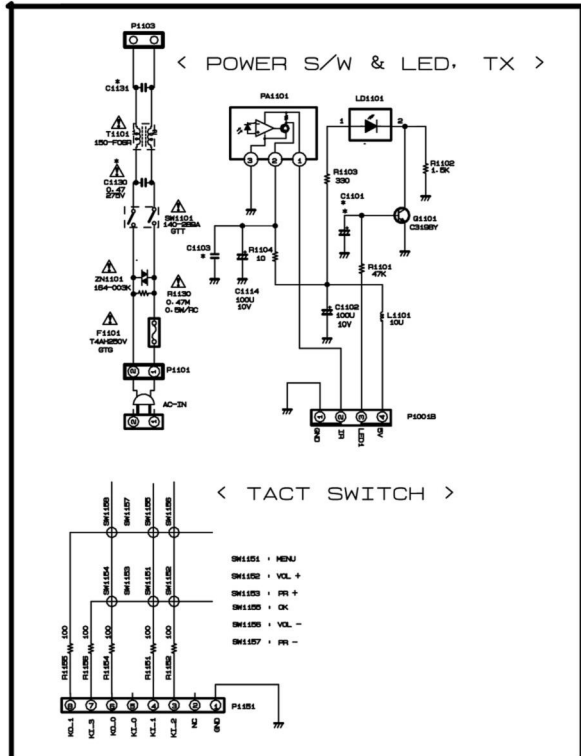 P1103
< POWER S/W & LED, TX >
*
C1131
PA1101
LD1101
1 2
T1101
150-F06R
3 2 1
R1103
330
R1102
1.5K
*
C1130
0.47
275V
C1101
*
*
Q1101
C3198Y
SW1101
140-289A
GTT
C1103
*
R1104
10
R1101
47K
ZN1101
164-003K
R1130
0.47M
0.5W/RC
C1114
100U
10V
C1102
100U
10V
L1101
10U
F1101
T4AH250V
GTG
2 1
P1101
AC-IN
2 1
1 2 3 4
P1001B
GND
IR
LED1
5V
< TACT SWITCH >
SW1158
SW1157
SW1155
SW1156
SW1154
SW1153
SW1151
SW1152
SW1151 : MENU
SW1152 : VOL +
SW1153 : PR +
SW1155 : OK
SW1156 : VOL -
SW1157 : PR -
100
100
100
100
100
R1155
R1156
R1154
R1151
R1152
8 7 6 5 4 3 2 1
P1151
KO_1
KI_3
KO_0
KI_0
KI_1
KI_2
NC
GND